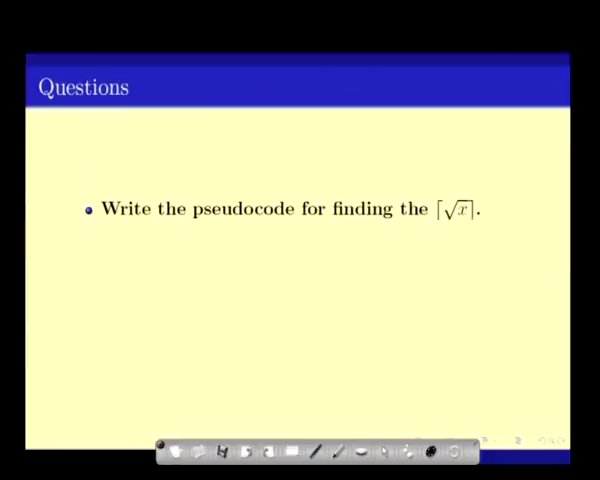 Questions
Write the pseudocode for finding the ⌈√x⌉.